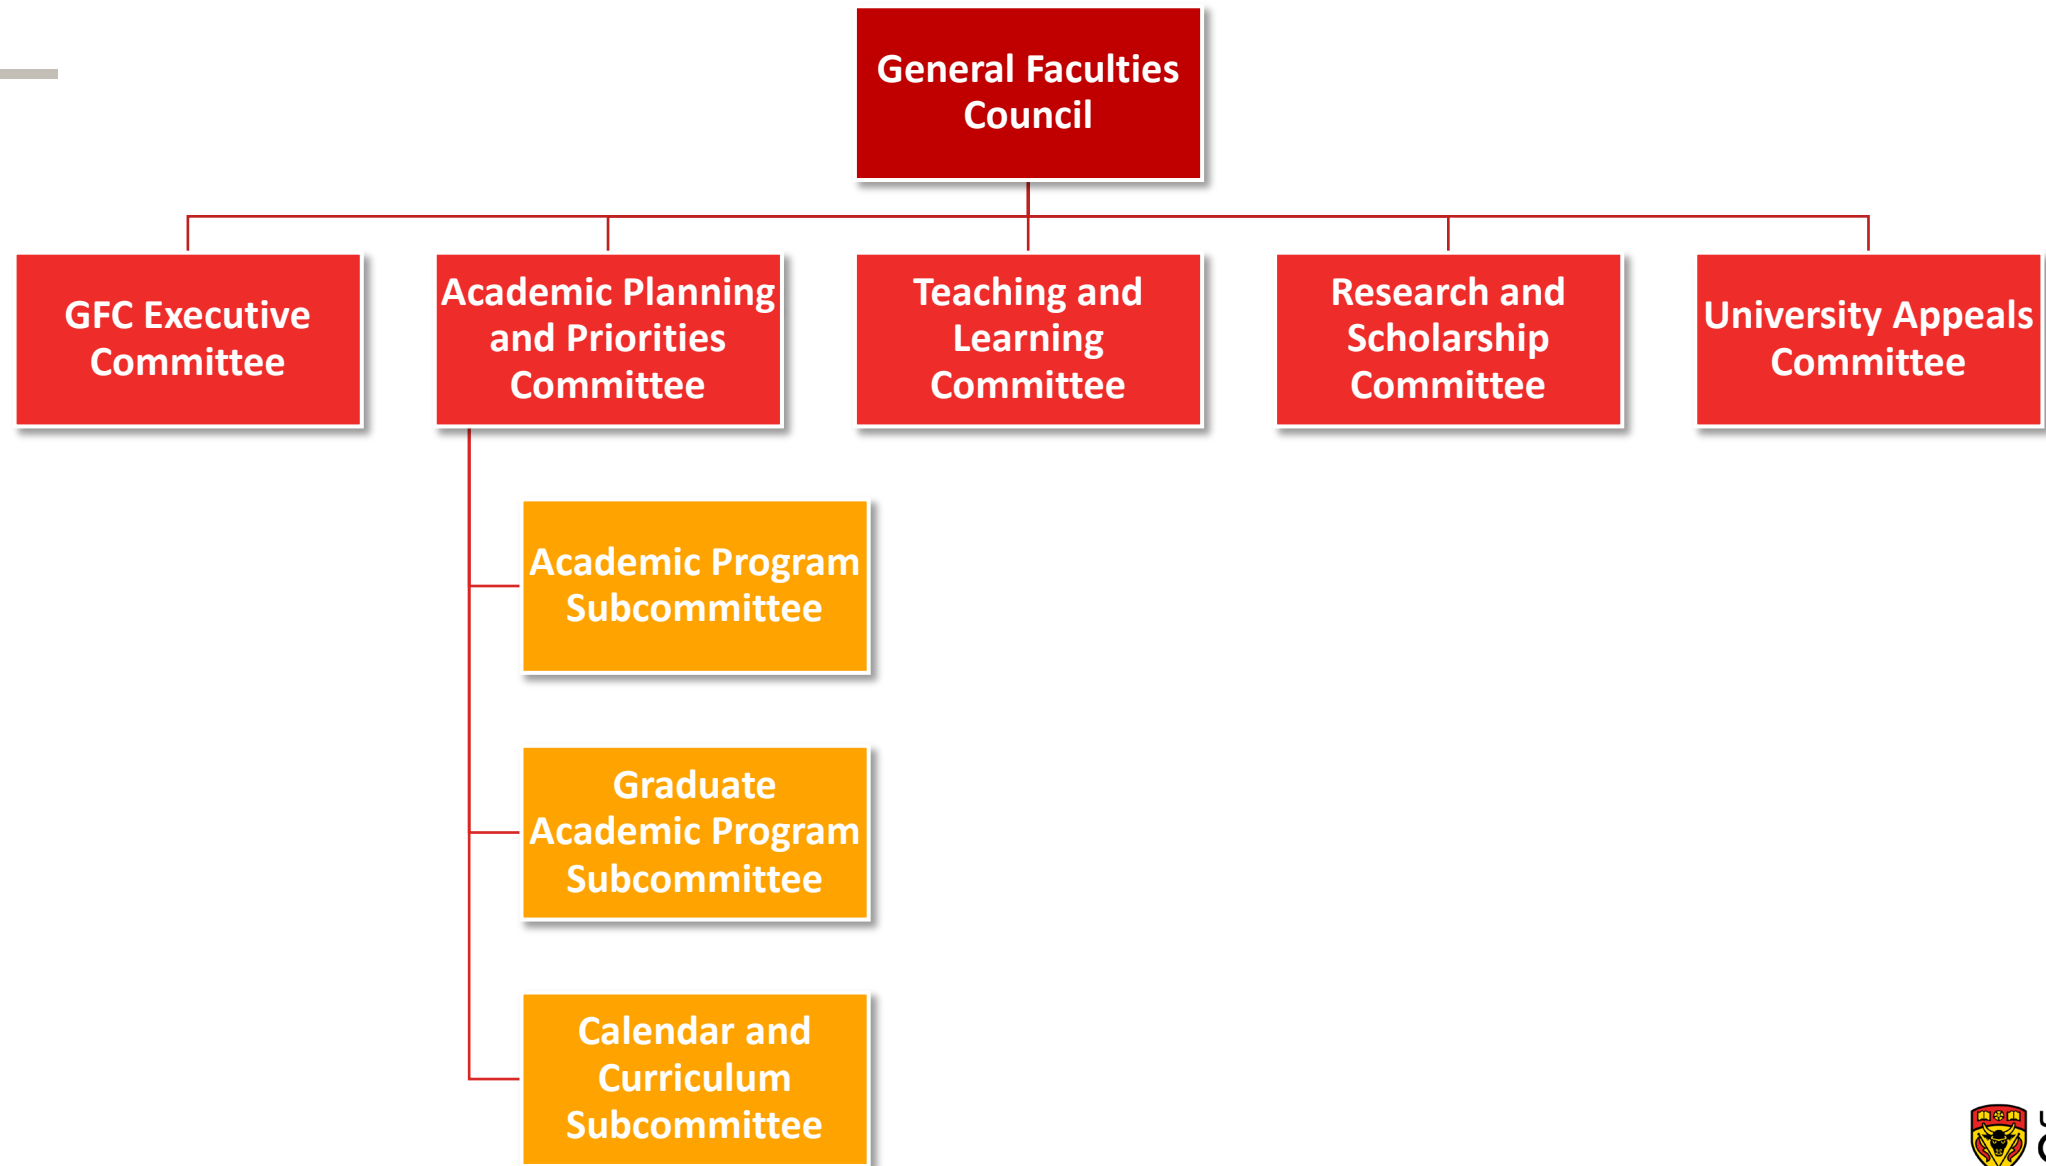 General Faculties
Council
GFC Executive
Committee
Academic Planning
and Priorities
Committee
Teaching and
Learning
Committee
Research and
Scholarship
Committee
University Appeals
Committee
Academic Program
Subcommittee
Graduate
Academic Program
Subcommittee
Calendar and
Curriculum
Subcommittee